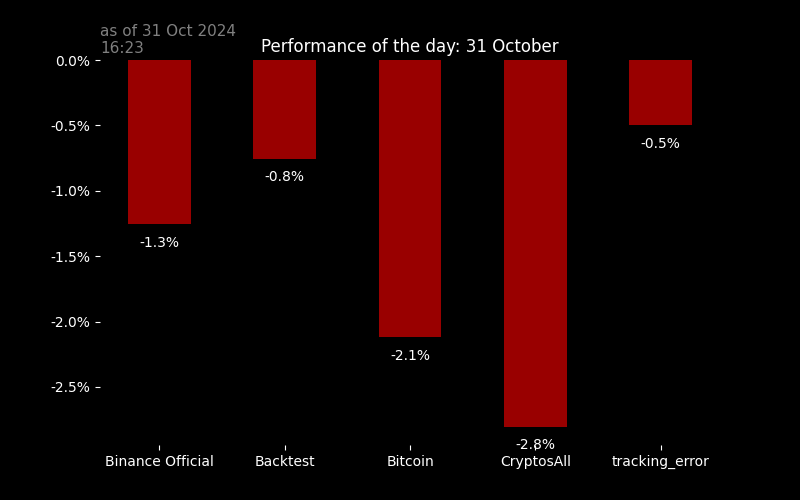 as of 31 Oct 2024
16:23
Performance of the day: 31 October
0.0%
-0.5%
-1.0%
-1.5%
-2.0%
-2.5%
-1.3%
-0.8%
-2.1%
-2.8%
-0.5%
Binance Official
Backtest
Bitcoin
CryptosAll
tracking_error